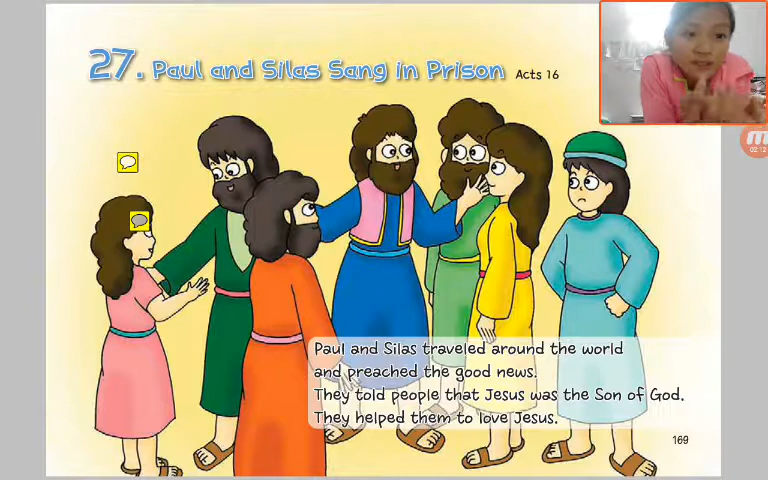 27. Paul and Silas Sang in Prison Acts 16
02:12
Paul and Silas traveled around the world
and preached the good news.
They told people that Jesus was the Son of God.
They helped them to love Jesus.
169